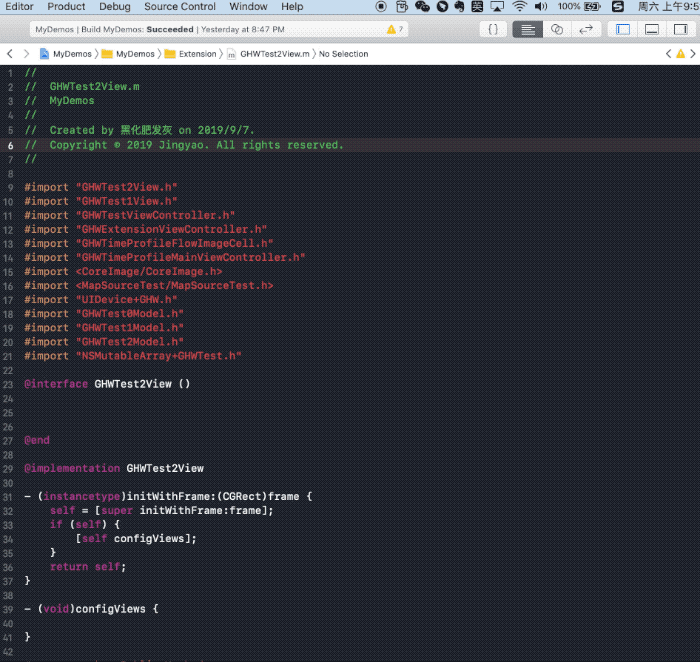 Editor Product Debug Source Control Window Help 100% 英 周六 上午9:5
MyDemos | Build MyDemos: Succeeded | Yesterday at 8:47 PM 7 { }
MyDemos MyDemos Extension m GHWTest2View.m No Selection
1 //
2 //  GHWTest2View.m
3 //  MyDemos
4 //
5 //  Created by 黑化肥发灰 on 2019/9/7.
6 //  Copyright © 2019 Jingyao. All rights reserved.
7 //
8
9 #import "GHWTest2View.h"
10 #import "GHWTest1View.h"
11 #import "GHWTestViewController.h"
12 #import "GHWExtensionViewController.h"
13 #import "GHWTimeProfileFlowImageCell.h"
14 #import "GHWTimeProfileMainViewController.h"
15 #import <CoreImage/CoreImage.h>
16 #import <MapSourceTest/MapSourceTest.h>
17 #import "UIDevice+GHW.h"
18 #import "GHWTest0Model.h"
19 #import "GHWTest1Model.h"
20 #import "GHWTest2Model.h"
21 #import "NSMutableArray+GHWTest.h"
22
23 @interface GHWTest2View ()
24
25
26
27 @end
28
29 @implementation GHWTest2View
30
31 - (instancetype)initWithFrame:(CGRect)frame {
32     self = [super initWithFrame:frame];
33     if (self) {
34         [self configViews];
35     }
36     return self;
37 }
38
39 - (void)configViews {
40
41 }
42